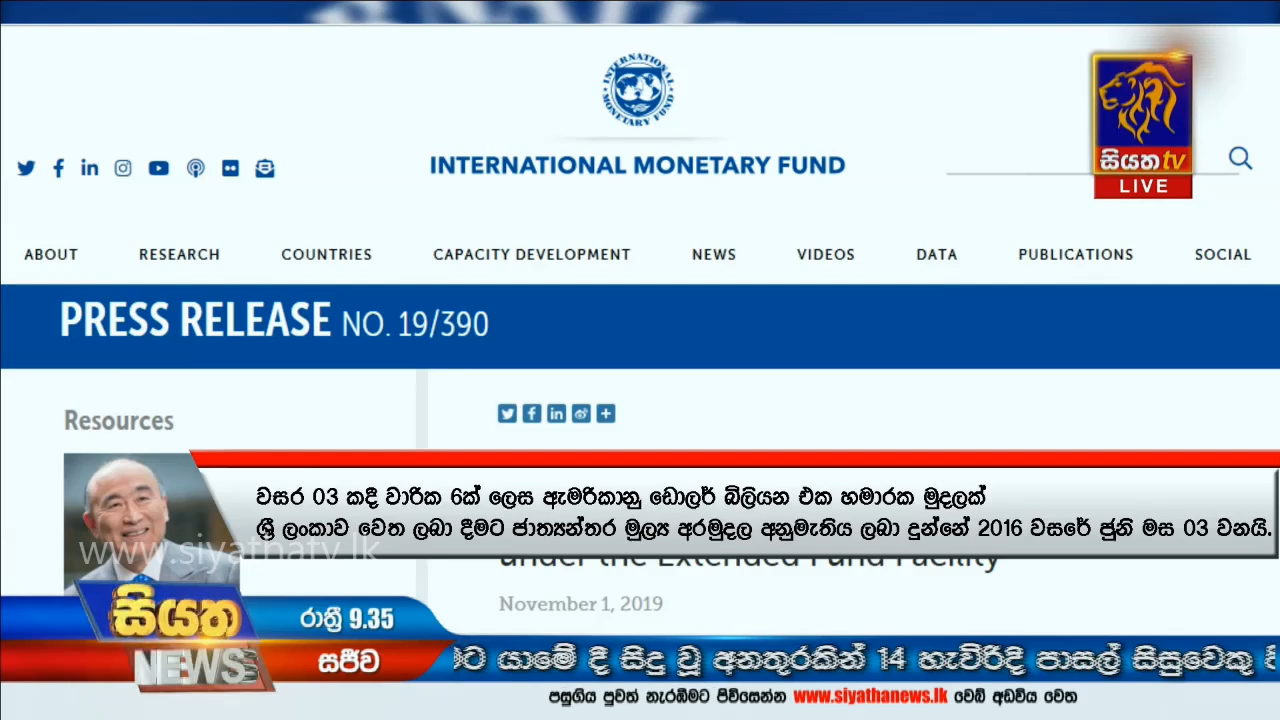 INTERNATIONAL MONETARY FUND
INTERNATIONAL MONETARY FUND
සියත tv
LIVE
ABOUT RESEARCH COUNTRIES CAPACITY DEVELOPMENT NEWS VIDEOS DATA PUBLICATIONS SOCIAL
PRESS RELEASE NO. 19/390
Resources
වසර 03 කදී වාරික 6ක් ලෙස ඇමරිකානු ඩොලර් බිලියන එක හමාරක මුදලක්
ශ්‍රී ලංකාව වෙත ලබා දීමට ජාත්‍යන්තර මුල්‍ය අරමුදල අනුමැතිය ලබා දුන්නේ 2016 වසරේ ජුනි මස 03 වනයි.
www.siyathatv.lk
under the Extended Fund Facility
November 1, 2019
සියත
NEWS
රාත්‍රී 9.35
සජීව
යාමේ දී සිදු වූ අනතුරකින් 14 හැවිරිදි පාසල් සිසුවෙකු
පසුගිය පුවත් නැරඹීමට පිවිසෙන්න www.siyathanews.lk වෙබ් අඩවිය වෙත